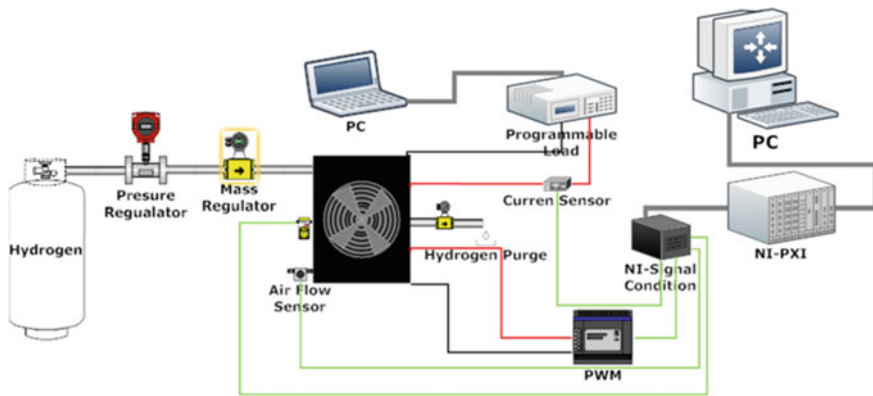 PC
Programmable
Load
PC
Presure
Regualator
Mass
Regulator
Curren Sensor
Hydrogen
Hydrogen Purge
NI-Signal
Condition
NI-PXI
Air Flow
Sensor
PWM